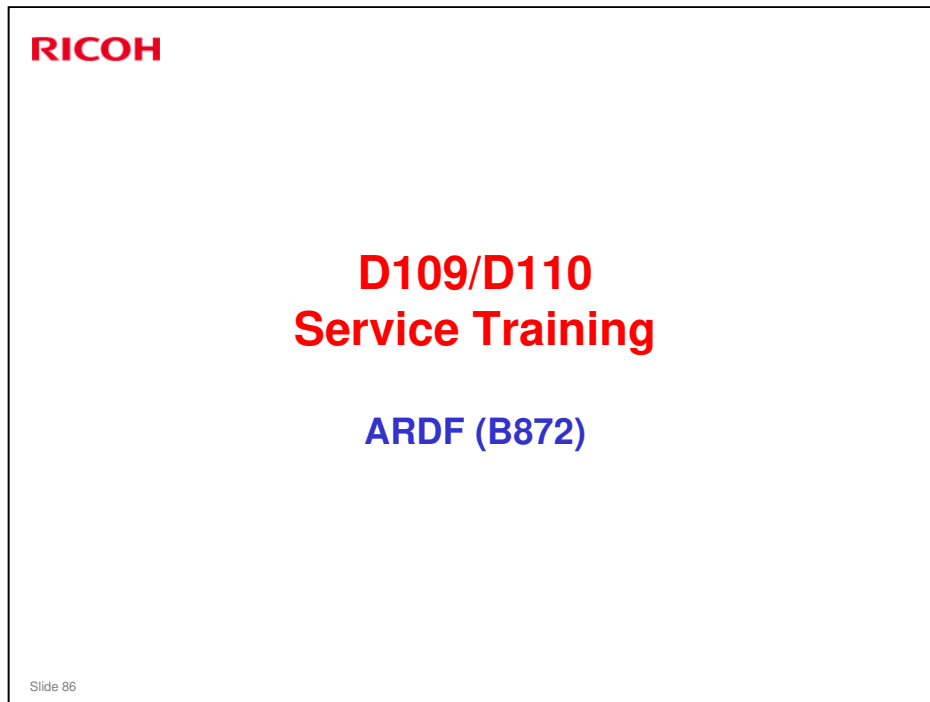 RICOH
D109/D110
Service Training
ARDF (B872)
Slide 86